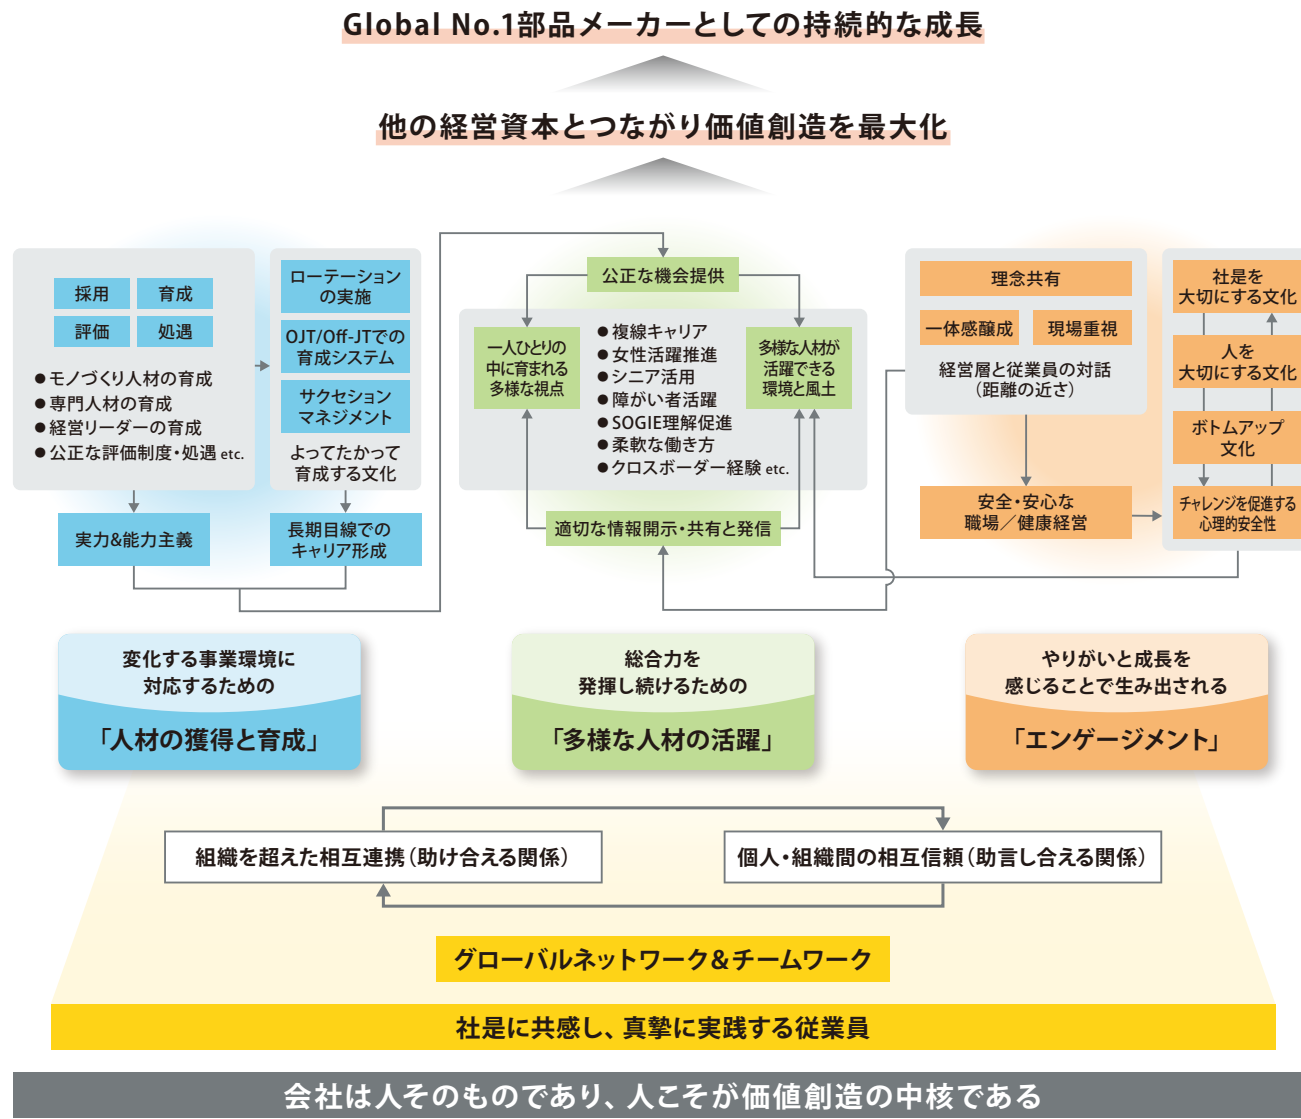 Global No.1部品メーカーとしての持続的な成長
他の経営資本とつながり価値創造を最大化
採用
育成
評価
処遇
●モノづくり人材の育成
●専門人材の育成
●経営リーダーの育成
●公正な評価制度・処遇 etc.
実力&能力主義
ローテーション
の実施
OJT/Off-JTでの
育成システム
サクセション
マネジメント
よってたかって
育成する文化
長期目線での
キャリア形成
公正な機会提供
一人ひとりの
中に育まれる
多様な視点
●複線キャリア
●女性活躍推進
●シニア活用
●障がい者活躍
●SOGIE理解促進
●柔軟な働き方
●クロスボーダー経験 etc.
多様な人材が
活躍できる
環境と風土
適切な情報開示・共有と発信
理念共有
一体感醸成
現場重視
経営層と従業員の対話
（距離の近さ）
安全・安心な
職場／健康経営
社是を
大切にする文化
人を
大切にする文化
ボトムアップ
文化
チャレンジを促進する
心理的安全性
変化する事業環境に
対応するための
「人材の獲得と育成」
総合力を
発揮し続けるための
「多様な人材の活躍」
やりがいと成長を
感じることで生み出される
「エンゲージメント」
組織を超えた相互連携（助け合える関係）
個人・組織間の相互信頼（助言し合える関係）
グローバルネットワーク&チームワーク
社是に共感し、真摯に実践する従業員
会社は人そのものであり、人こそが価値創造の中核である